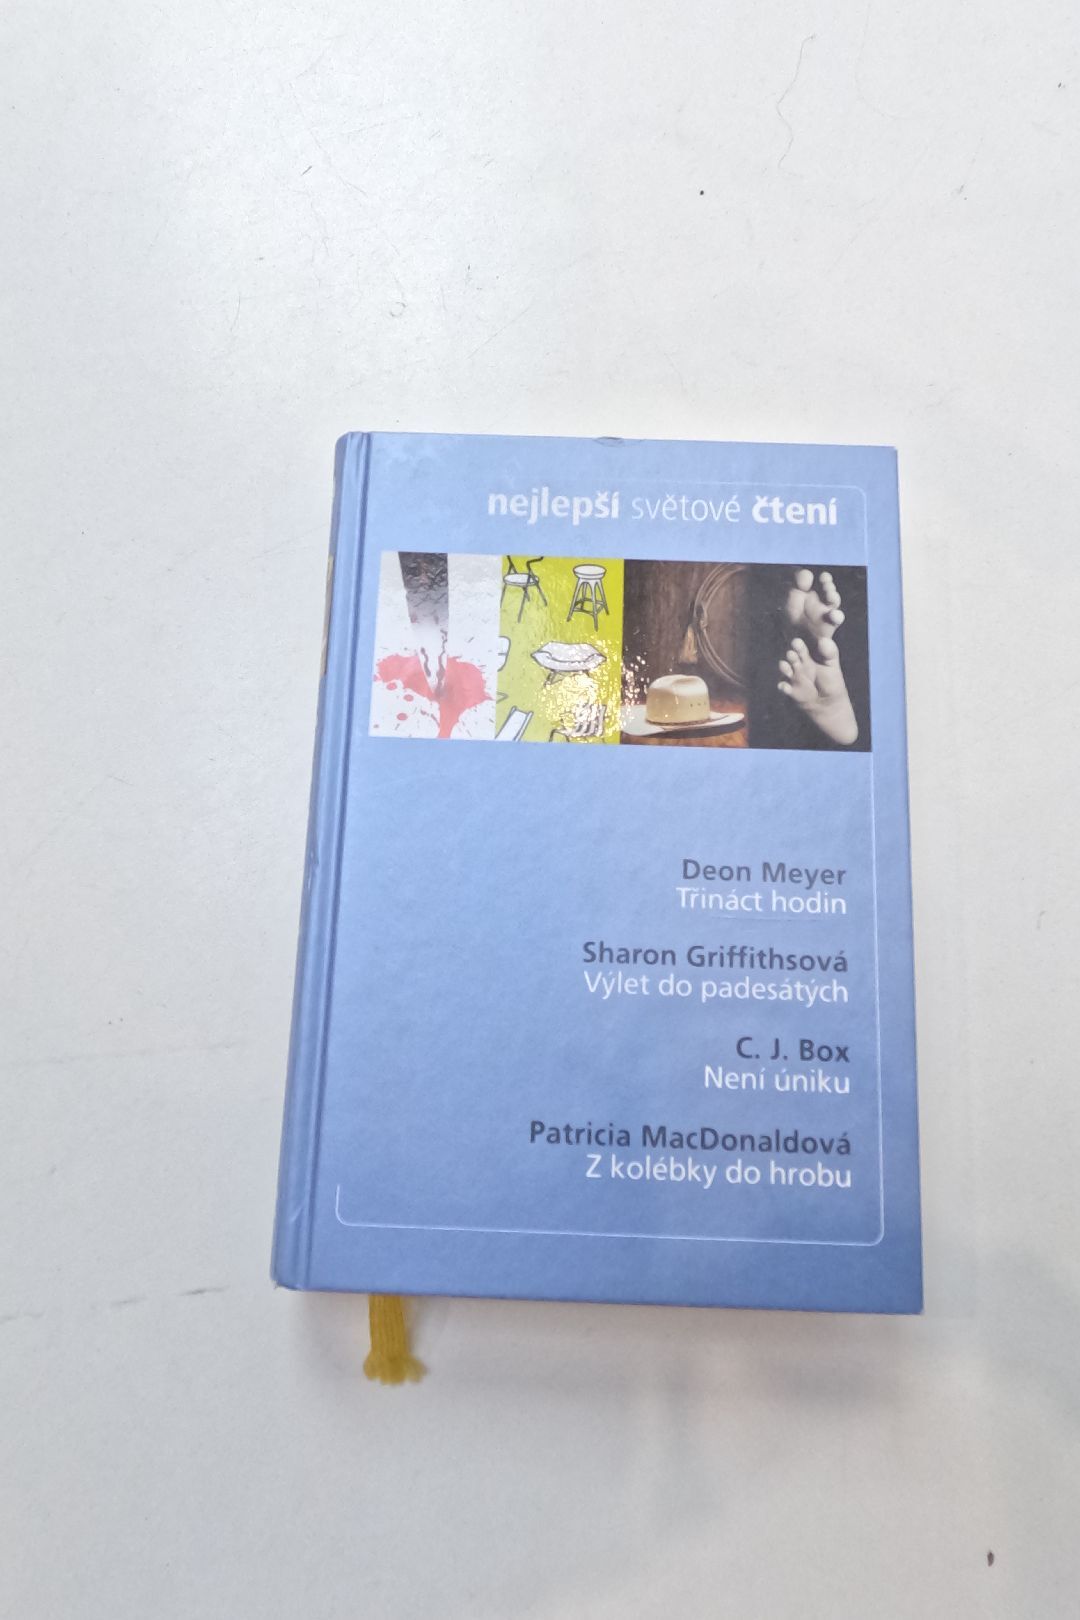 nejlepší světové čtení
Deon Meyer
Třináct hodin
Sharon Griffithsová
Výlet do padesátých
C. J. Box
Není úniku
Patricia MacDonaldová
Z kolébky do hrobu